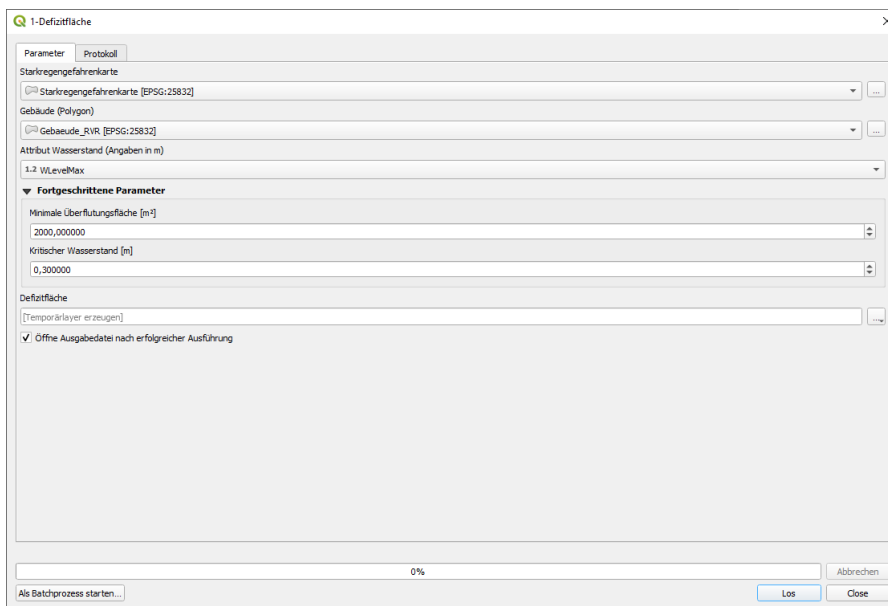 1-Defizitfläche
Parameter
Protokoll
Starkregengefahrenkarte
Starkregengefahrenkarte [EPSG:25832]
...
Gebäude (Polygon)
Gebaeude_RVR [EPSG:25832]
...
Attribut Wasserstand (Angaben in m)
1.2 WLevelMax
Fortgeschrittene Parameter
Minimale Überflutungsfläche [m²]
2000,000000
Kritischer Wasserstand [m]
0,300000
Defizitfläche
[Temporärlayer erzeugen]
...
Öffne Ausgabedatei nach erfolgreicher Ausführung
0%
Abbrechen
Als Batchprozess starten...
Los
Close